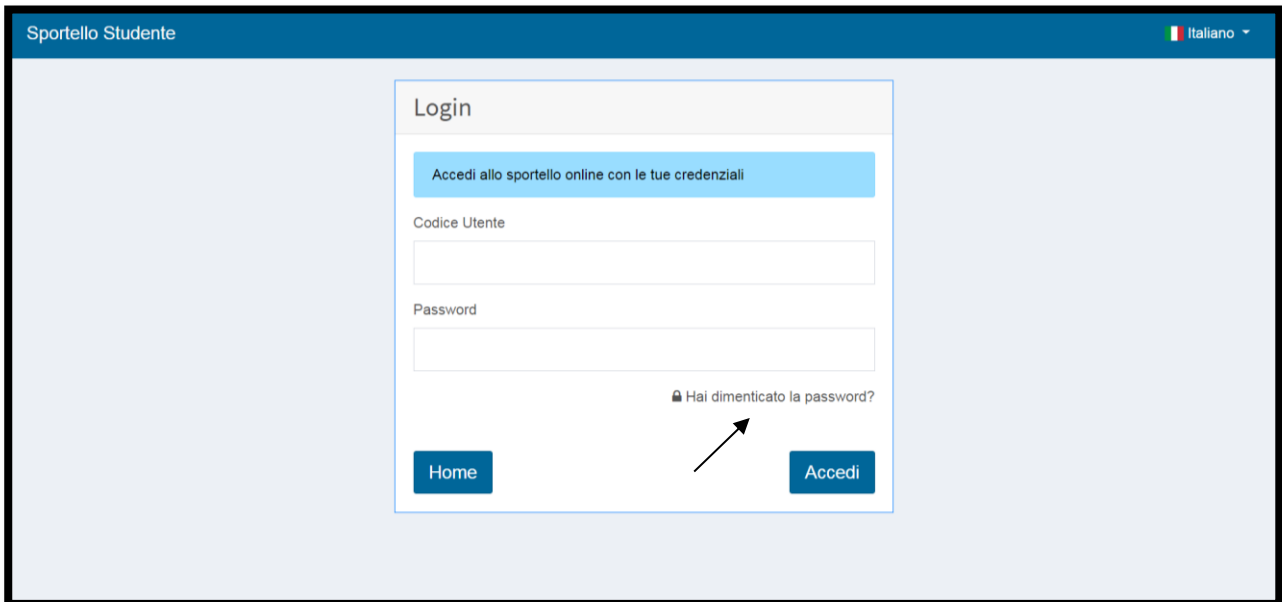 Sportello Studente
Italiano
Login
Accedi allo sportello online con le tue credenziali
Codice Utente
Password
Hai dimenticato la password?
Home
Accedi